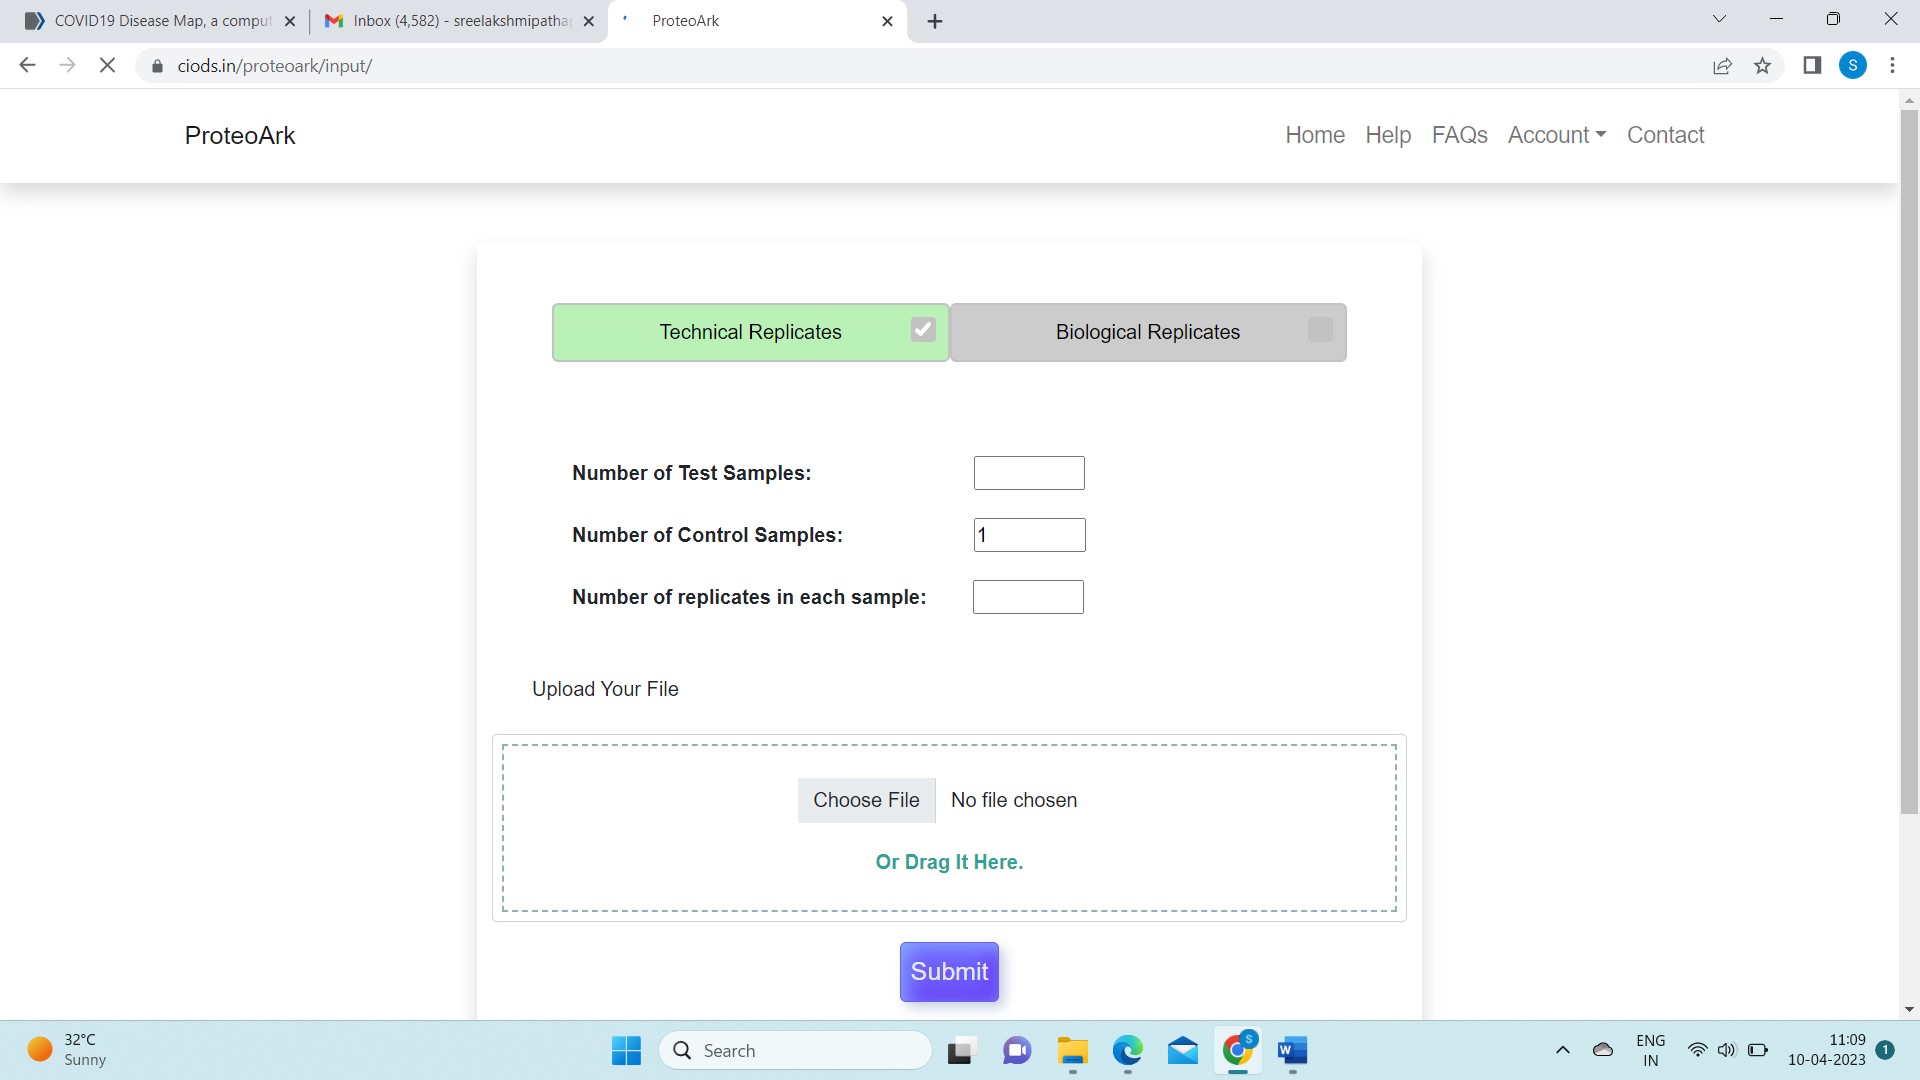 COVID19 Disease Map, a comput
Inbox (4,582) - sreelakshmipatha
ProteoArk
ciods.in/proteoark/input/
S
ProteoArk
Home Help FAQs Account Contact
Technical Replicates
Biological Replicates
Number of Test Samples:
Number of Control Samples: 1
Number of replicates in each sample:
Upload Your File
Choose File No file chosen
Or Drag It Here.
Submit
32°C
Sunny
Search
S
W
ENG
IN
11:09
10-04-2023
1